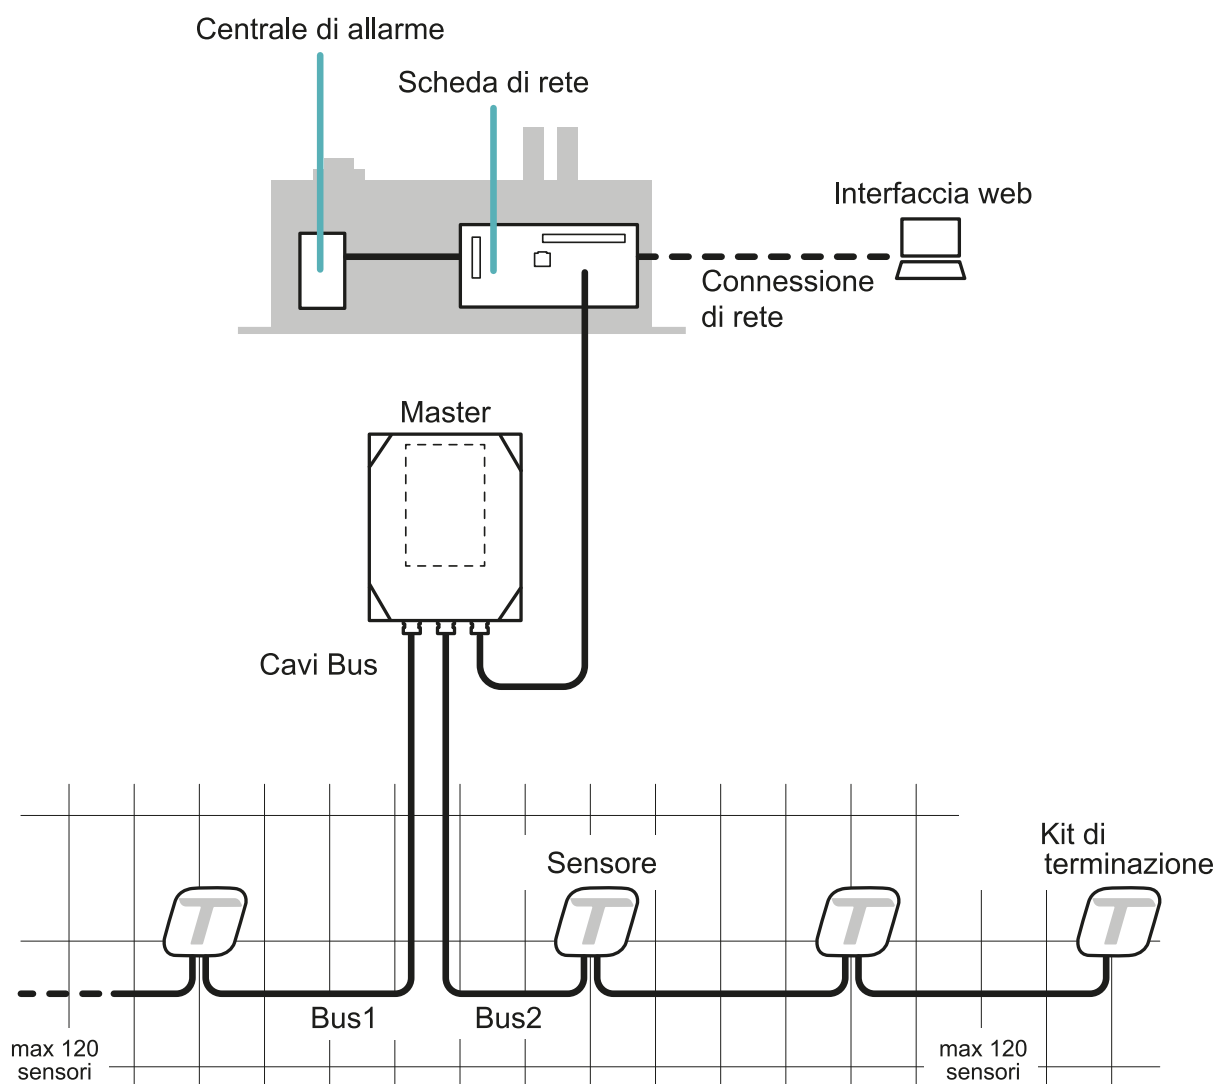 Centrale di allarme
Scheda di rete
Interfaccia web
Connessione
di rete
Master
Cavi Bus
Sensore
Kit di
terminazione
T
T
T
T
Bus1
Bus2
max 120
sensori
max 120
sensori